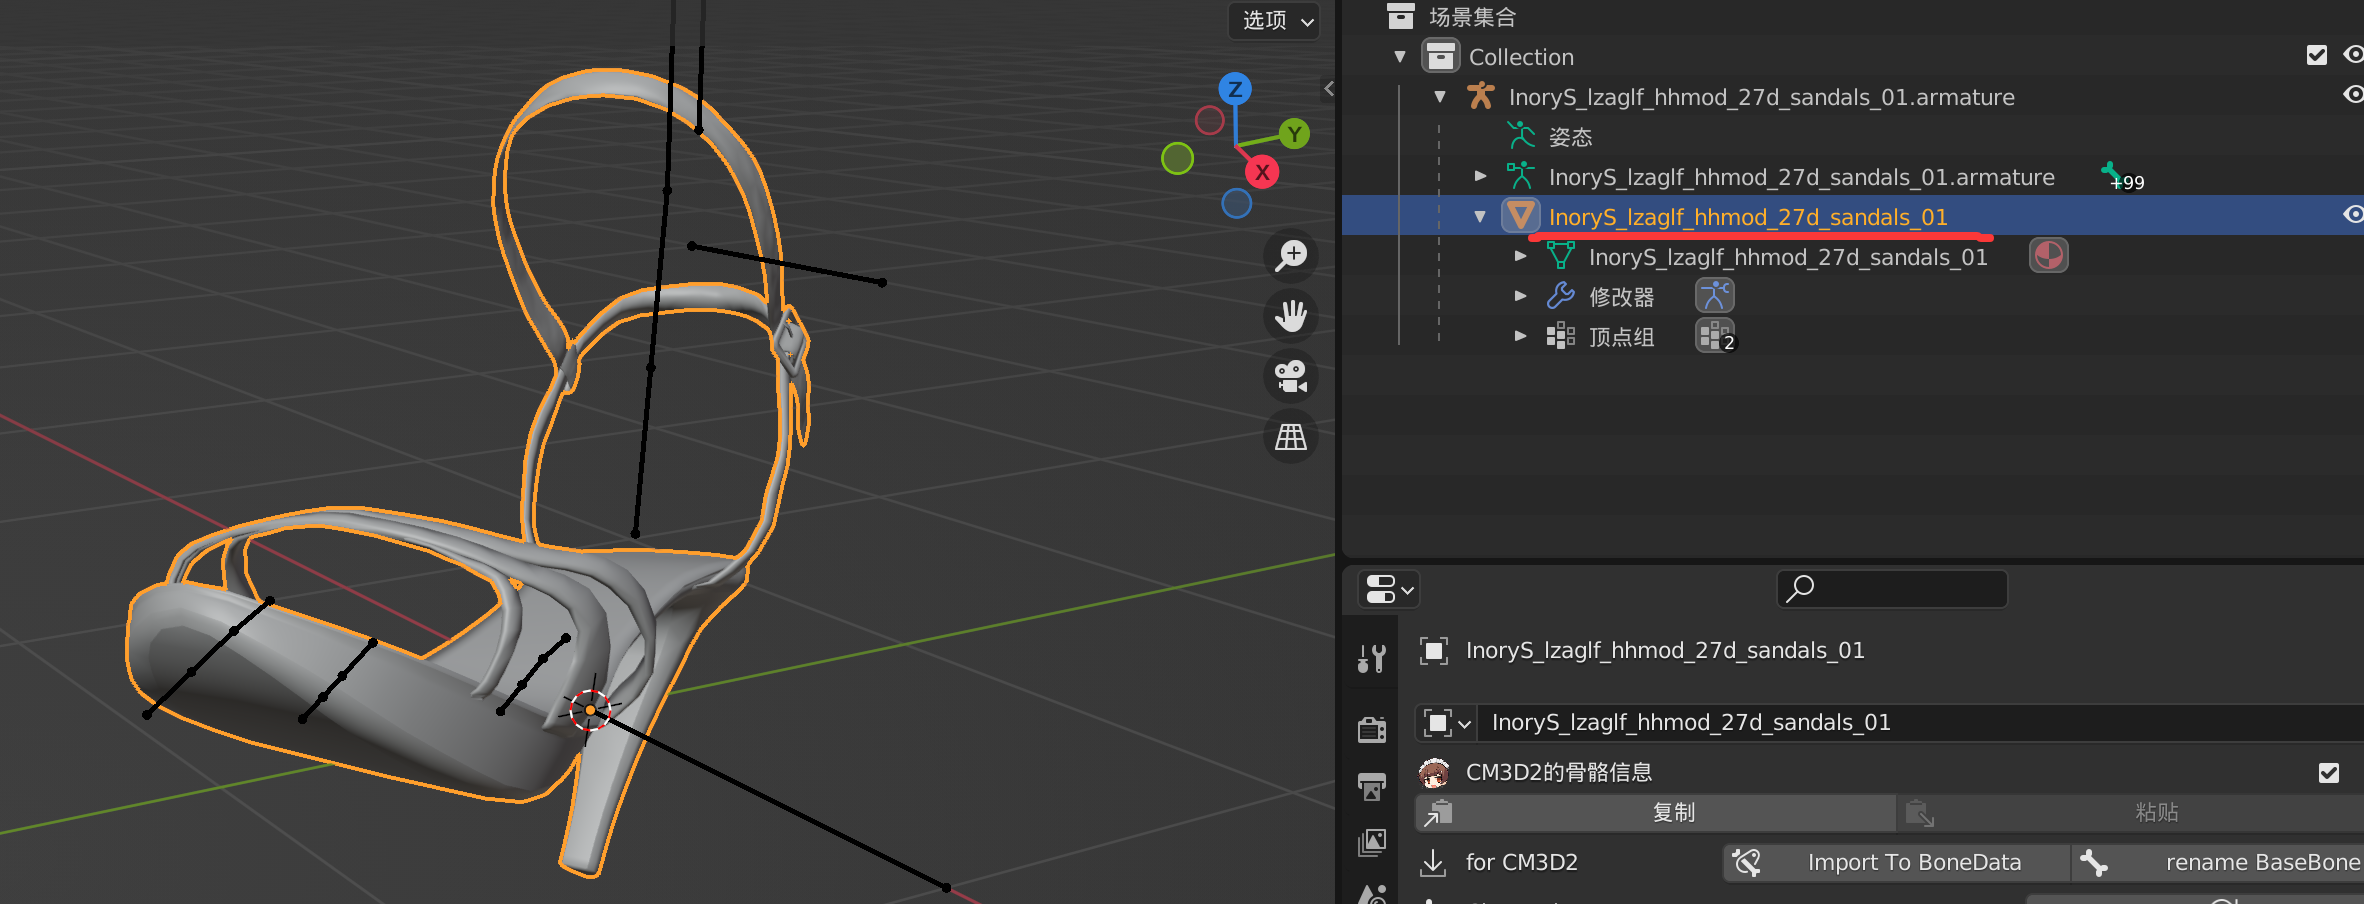 选项
Z
Y
X
场景集合
Collection
InoryS_lzaglf_hhmod_27d_sandals_01.armature
姿态
InoryS_lzaglf_hhmod_27d_sandals_01.armature +99
InoryS_lzaglf_hhmod_27d_sandals_01
InoryS_lzaglf_hhmod_27d_sandals_01
修改器
顶点组 2
InoryS_lzaglf_hhmod_27d_sandals_01
InoryS_lzaglf_hhmod_27d_sandals_01
CM3D2的骨骼信息
复制 粘贴
for CM3D2 Import To BoneData rename BaseBone